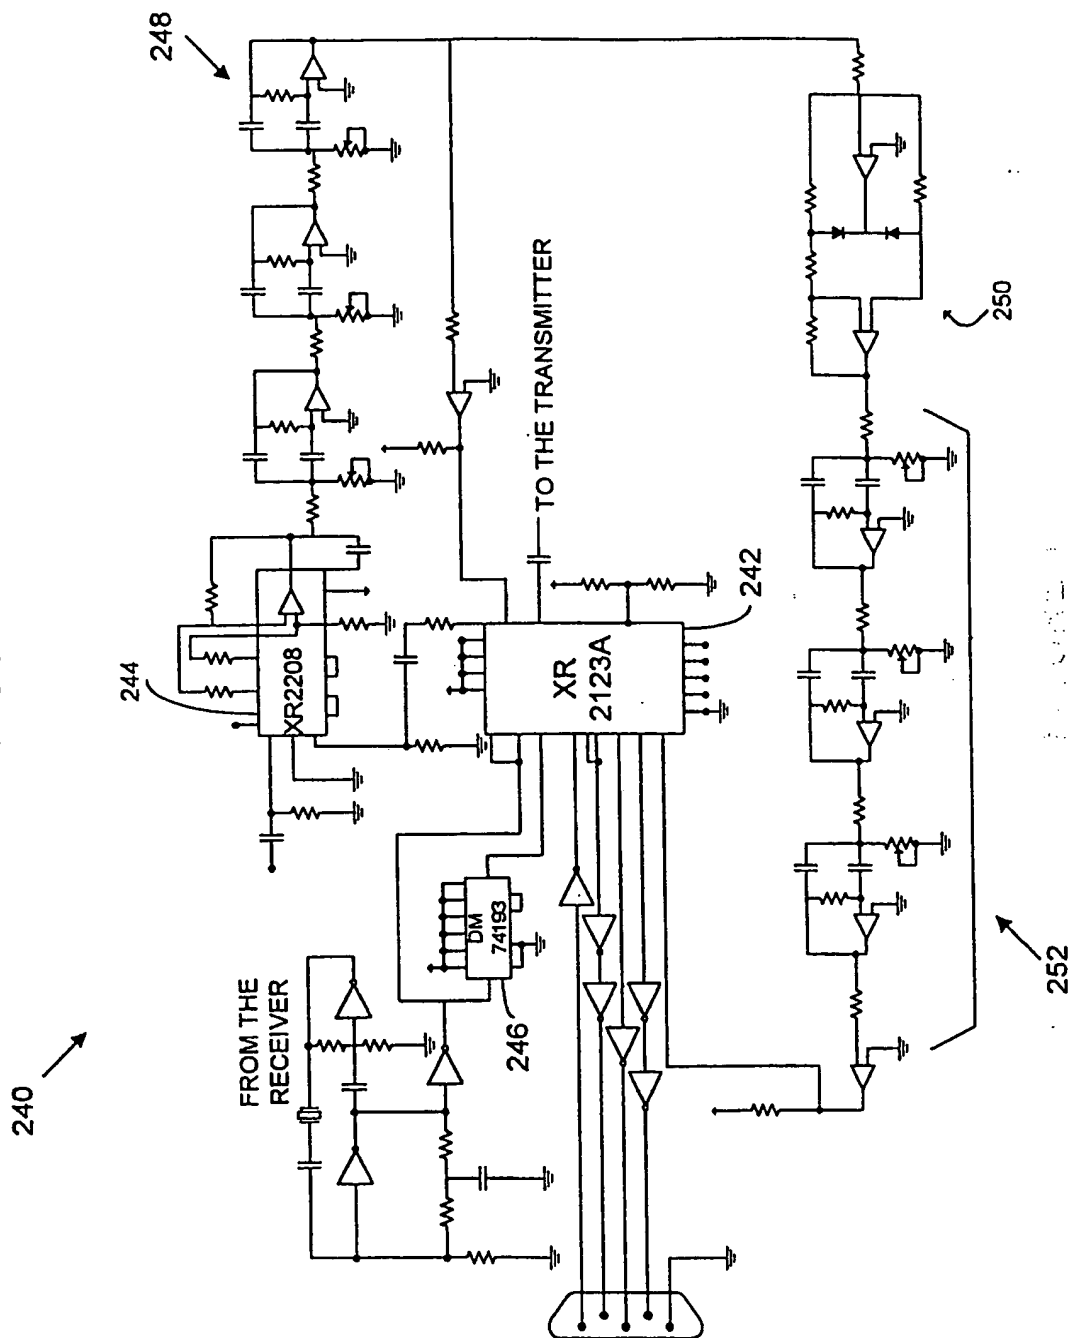 240
FROM THE
RECEIVER
246
DM
74193
244
XR2208
248
XR
2123A
242
TO THE TRANSMITTER
250
252